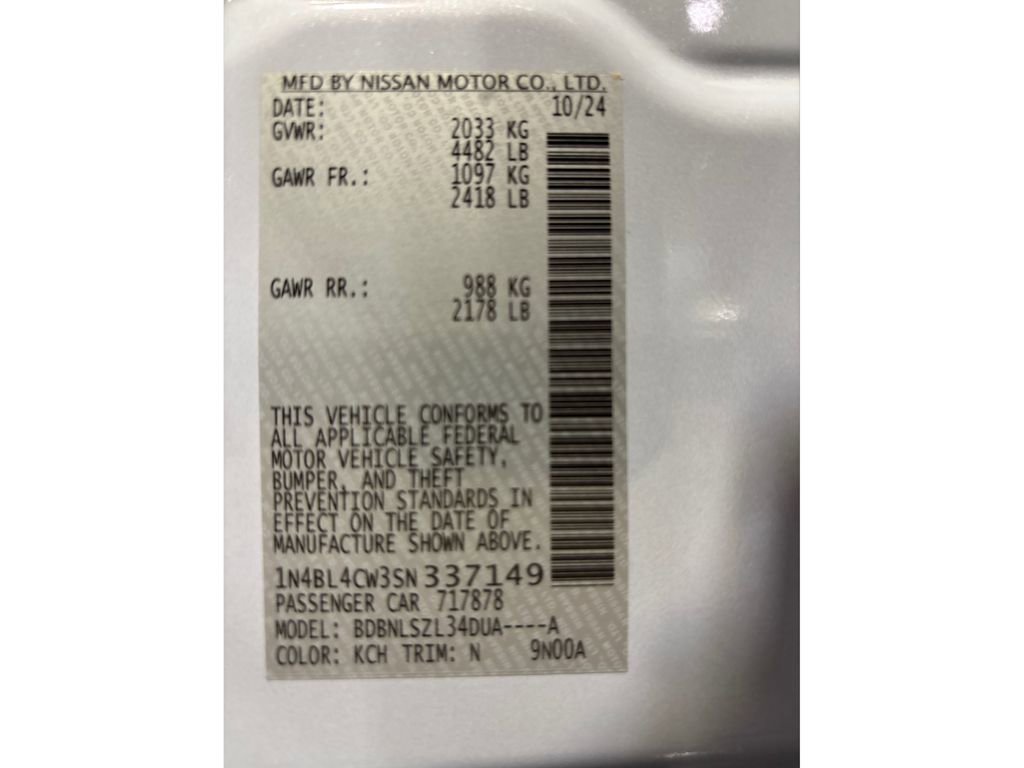 MFD BY NISSAN MOTOR CO., LTD.
DATE: 10/24
GVWR: 2033 KG
4482 LB
GAWR FR.: 1097 KG
2418 LB
GAWR RR.: 988 KG
2178 LB
THIS VEHICLE CONFORMS TO
ALL APPLICABLE FEDERAL
MOTOR VEHICLE SAFETY,
BUMPER, AND THEFT
PREVENTION STANDARDS IN
EFFECT ON THE DATE OF
MANUFACTURE SHOWN ABOVE.
1N4BL4CW3SN337149
PASSENGER CAR 717878
MODEL: BDBNLSZL34DUA----A
COLOR: KCH TRIM: N 9N00A